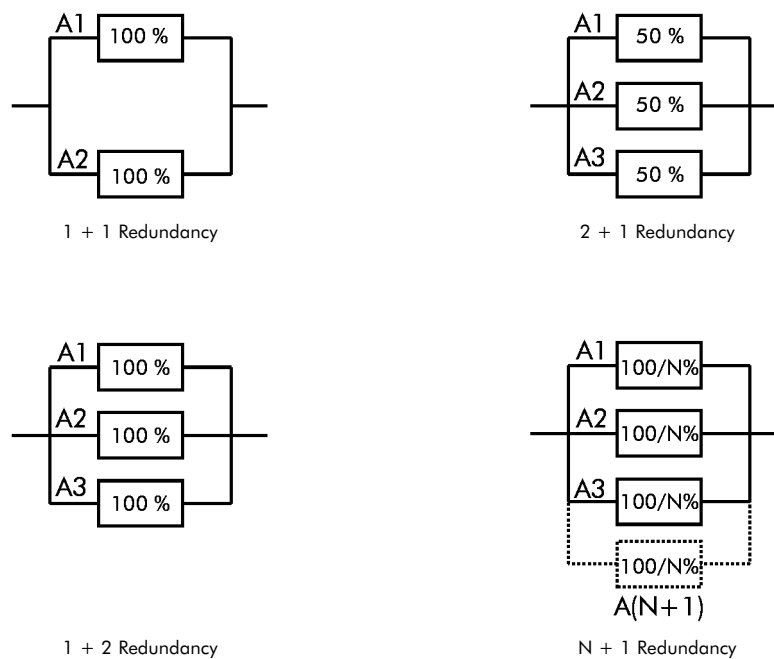 A1
100 %
A2
100 %
1 + 1 Redundancy
A1
50 %
A2
50 %
A3
50 %
2 + 1 Redundancy
A1
100 %
A2
100 %
A3
100 %
1 + 2 Redundancy
A1
100/N%
A2
100/N%
A3
100/N%
100/N%
A(N+1)
N + 1 Redundancy